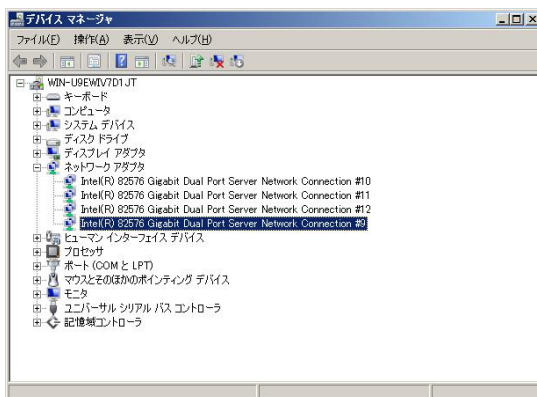 デバイス マネージャ
ファイル(F) 操作(A) 表示(V) ヘルプ(H)
WIN-U9EWIV7D1JT
キーボード
コンピュータ
システム デバイス
ディスク ドライブ
ディスプレイ アダプタ
ネットワーク アダプタ
Intel(R) 82576 Gigabit Dual Port Server Network Connection #10
Intel(R) 82576 Gigabit Dual Port Server Network Connection #11
Intel(R) 82576 Gigabit Dual Port Server Network Connection #12
Intel(R) 82576 Gigabit Dual Port Server Network Connection #9
ヒューマン インターフェイス デバイス
プロセッサ
ポート (COM と LPT)
マウスとそのほかのポインティング デバイス
モニタ
ユニバーサル シリアル バス コントローラ
記憶域コントローラ